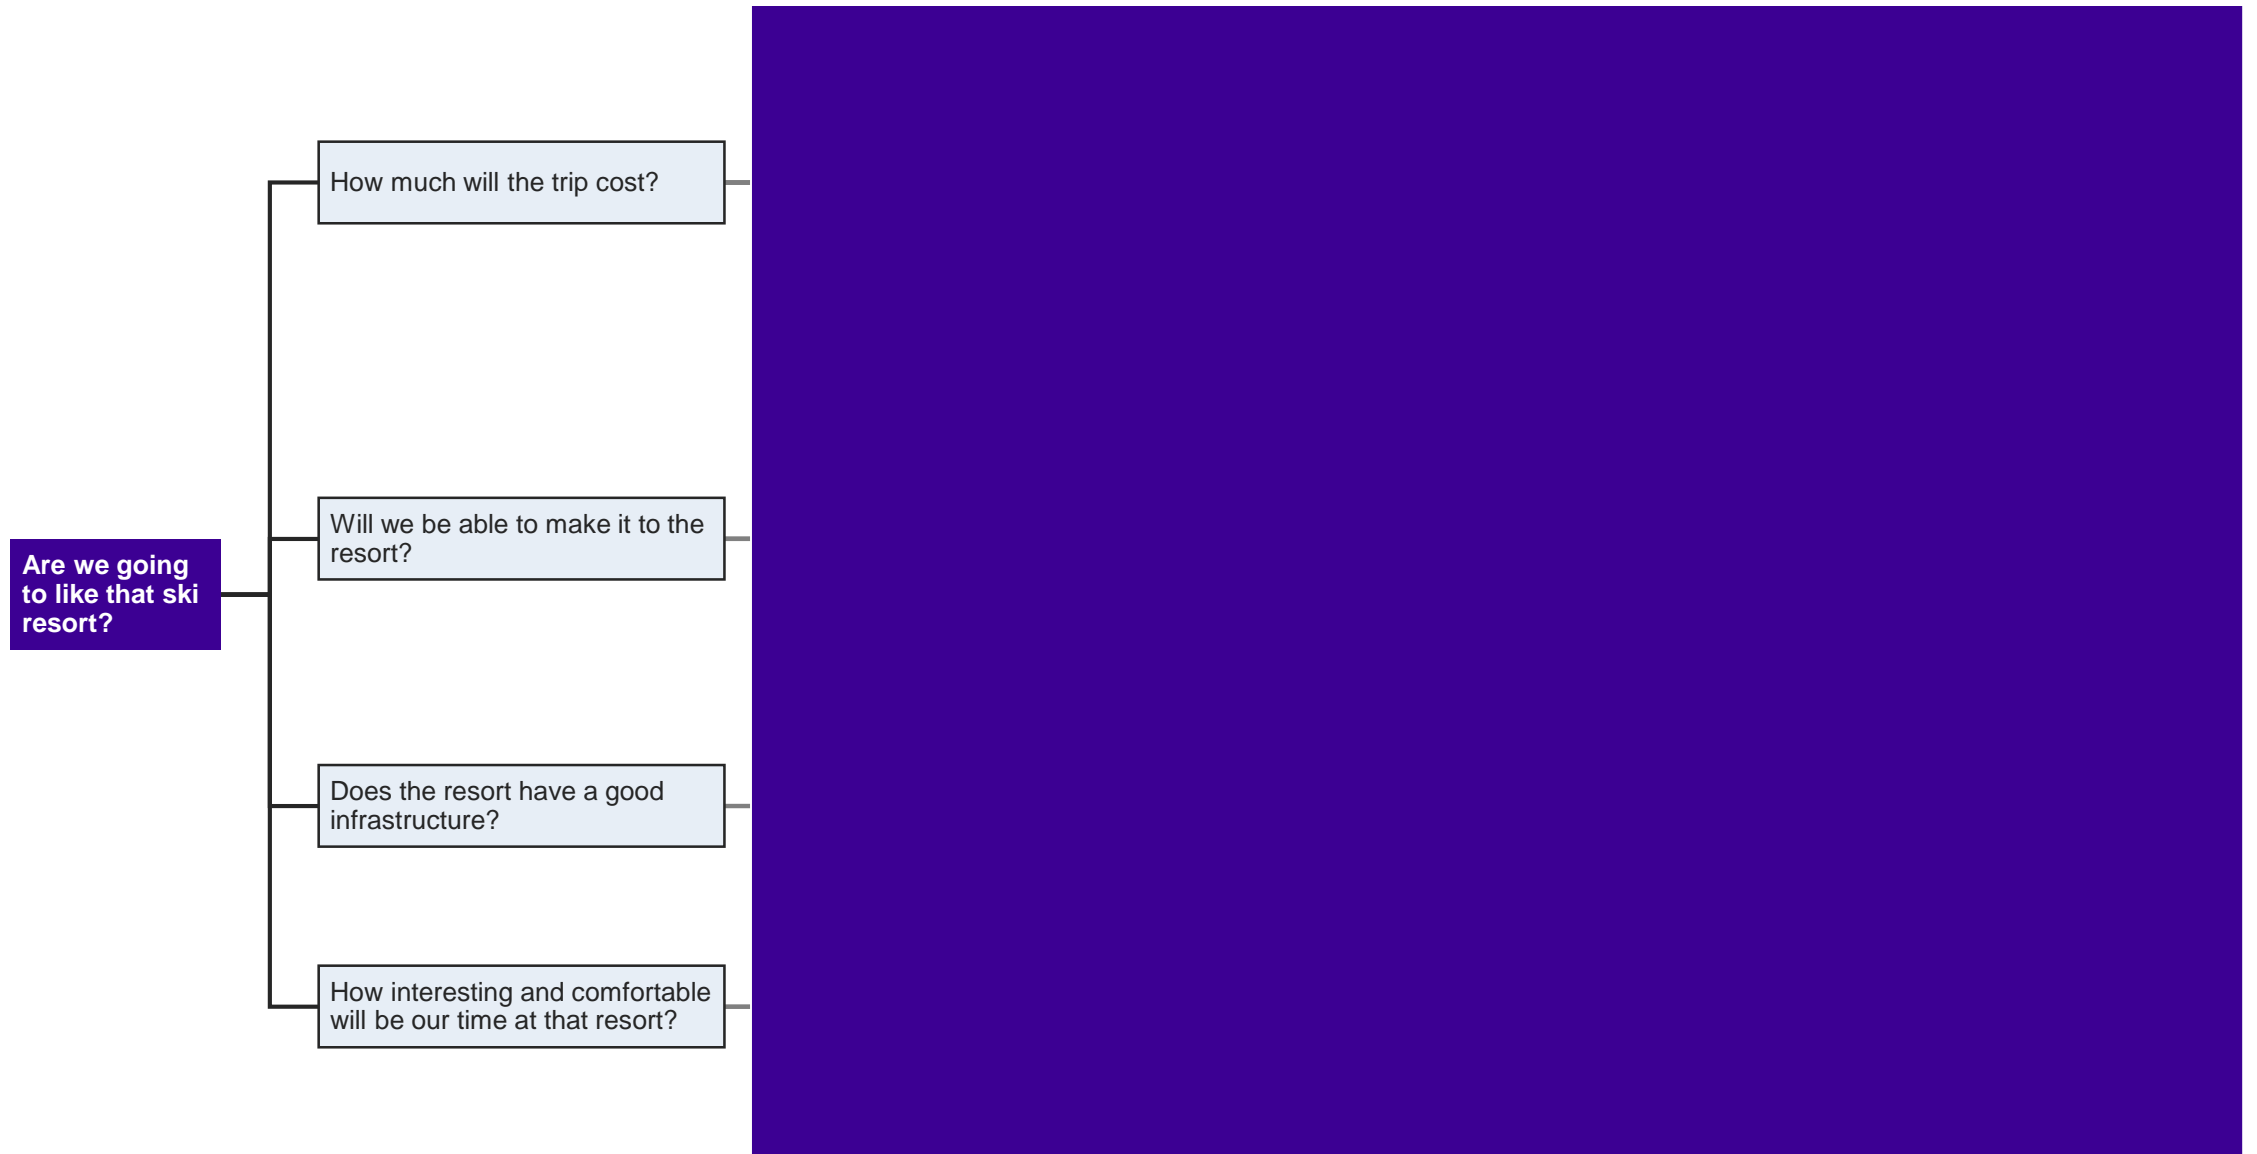 How much will the trip cost?
Will we be able to make it to the
resort?
Are we going
to like that ski
resort?
Does the resort have a good
infrastructure?
How interesting and comfortable
will be our time at that resort?